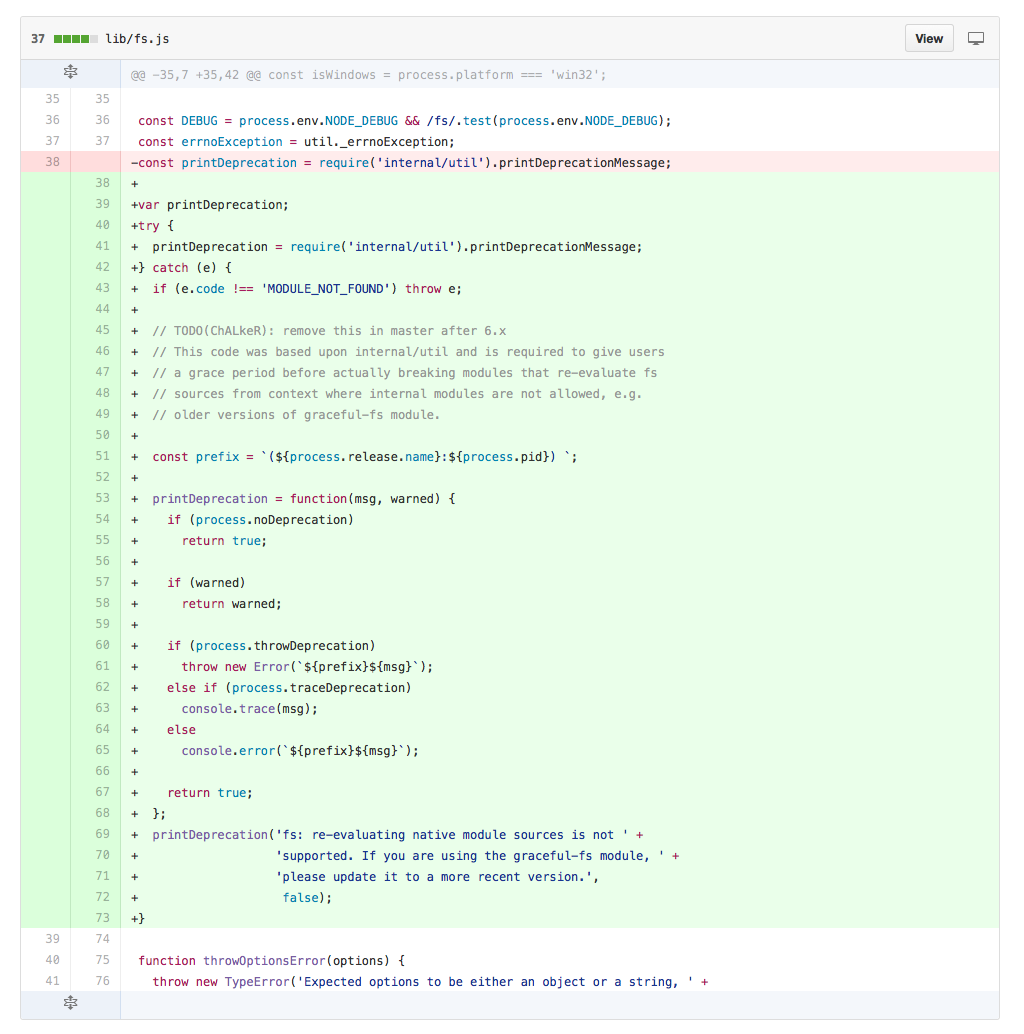 37 lib/fs.js View
@@ -35,7 +35,42 @@ const isWindows = process.platform === 'win32';
35 35
36 36  const DEBUG = process.env.NODE_DEBUG && /fs/.test(process.env.NODE_DEBUG);
37 37  const errnoException = util._errnoException;
38 -const printDeprecation = require('internal/util').printDeprecationMessage;
38 +
39 +var printDeprecation;
40 +try {
41 +  printDeprecation = require('internal/util').printDeprecationMessage;
42 +} catch (e) {
43 +  if (e.code !== 'MODULE_NOT_FOUND') throw e;
44 +
45 +  // TODO(ChALkeR): remove this in master after 6.x
46 +  // This code was based upon internal/util and is required to give users
47 +  // a grace period before actually breaking modules that re-evaluate fs
48 +  // sources from context where internal modules are not allowed, e.g.
49 +  // older versions of graceful-fs module.
50 +
51 +  const prefix = `(${process.release.name}:${process.pid}) `;
52 +
53 +  printDeprecation = function(msg, warned) {
54 +    if (process.noDeprecation)
55 +      return true;
56 +
57 +    if (warned)
58 +      return warned;
59 +
60 +    if (process.throwDeprecation)
61 +      throw new Error(`${prefix}${msg}`);
62 +    else if (process.traceDeprecation)
63 +      console.trace(msg);
64 +    else
65 +      console.error(`${prefix}${msg}`);
66 +
67 +    return true;
68 +  };
69 +  printDeprecation('fs: re-evaluating native module sources is not ' +
70 +                   'supported. If you are using the graceful-fs module, ' +
71 +                   'please update it to a more recent version.',
72 +                    false);
73 +}
39 74
40 75  function throwOptionsError(options) {
41 76    throw new TypeError('Expected options to be either an object or a string, ' +